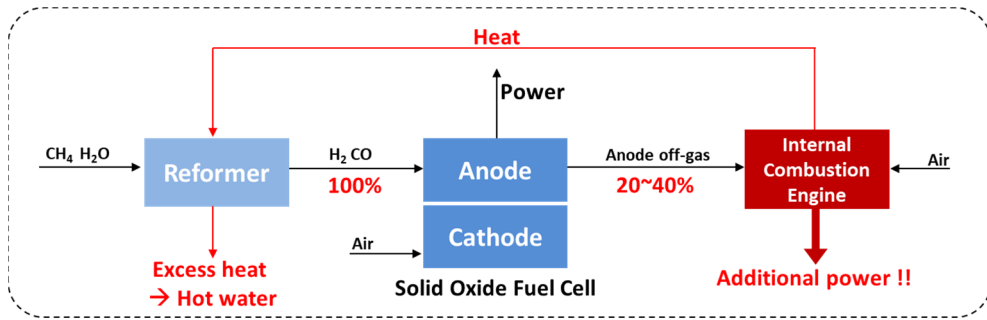 Heat
Power
CH₄ H₂O
Reformer
H₂ CO
100%
Anode
Anode off-gas
20~40%
Internal
Combustion
Engine
Air
Cathode
Air
Solid Oxide Fuel Cell
Excess heat
→ Hot water
Additional power !!